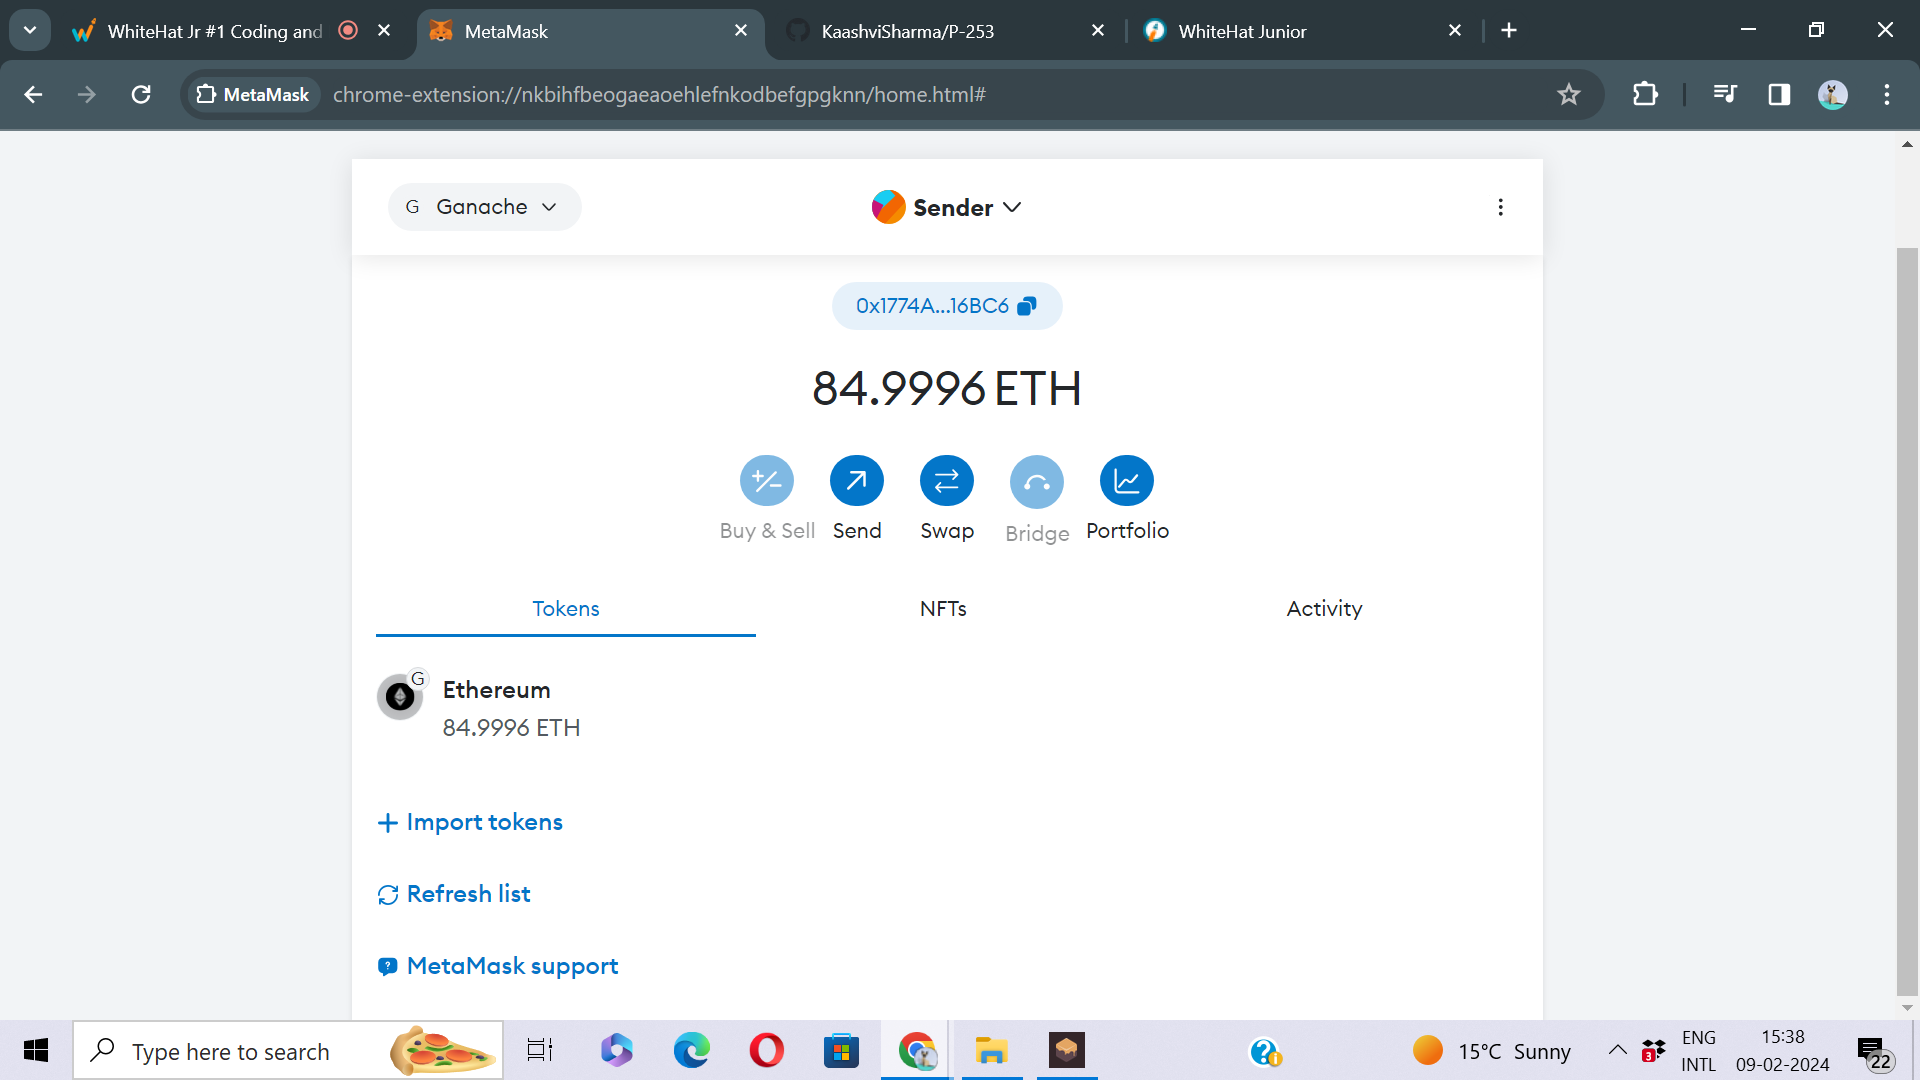 WhiteHat Jr #1 Coding and
MetaMask
KaashviSharma/P-253
WhiteHat Junior
MetaMask
chrome-extension://nkbihfbeogaeaoehlefnkodbefgpgknn/home.html#
G Ganache
Sender
0x1774A...16BC6
84.9996 ETH
Buy & Sell
Send
Swap
Bridge
Portfolio
Tokens
NFTs
Activity
G
Ethereum
84.9996 ETH
Import tokens
Refresh list
? MetaMask support
Type here to search
15°C Sunny
3
ENG
INTL
15:38
09-02-2024
22